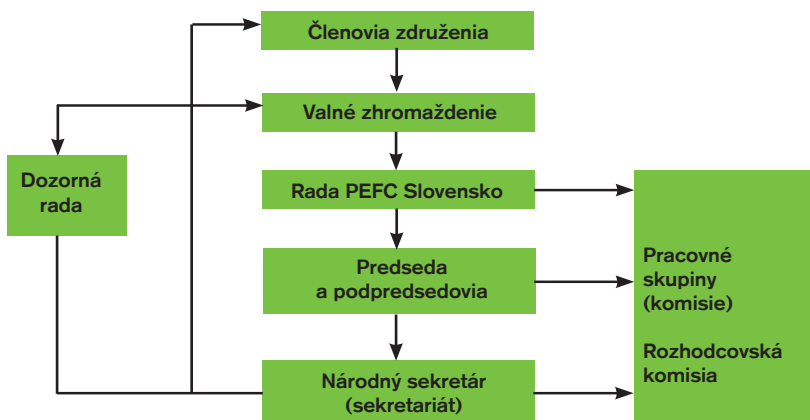 Členovia združenia
Valné zhromaždenie
Dozorná
rada
Rada PEFC Slovensko
Predseda
a podpredsedovia
Pracovné
skupiny
(komisie)
Rozhodcovská
komisia
Národný sekretár
(sekretariát)